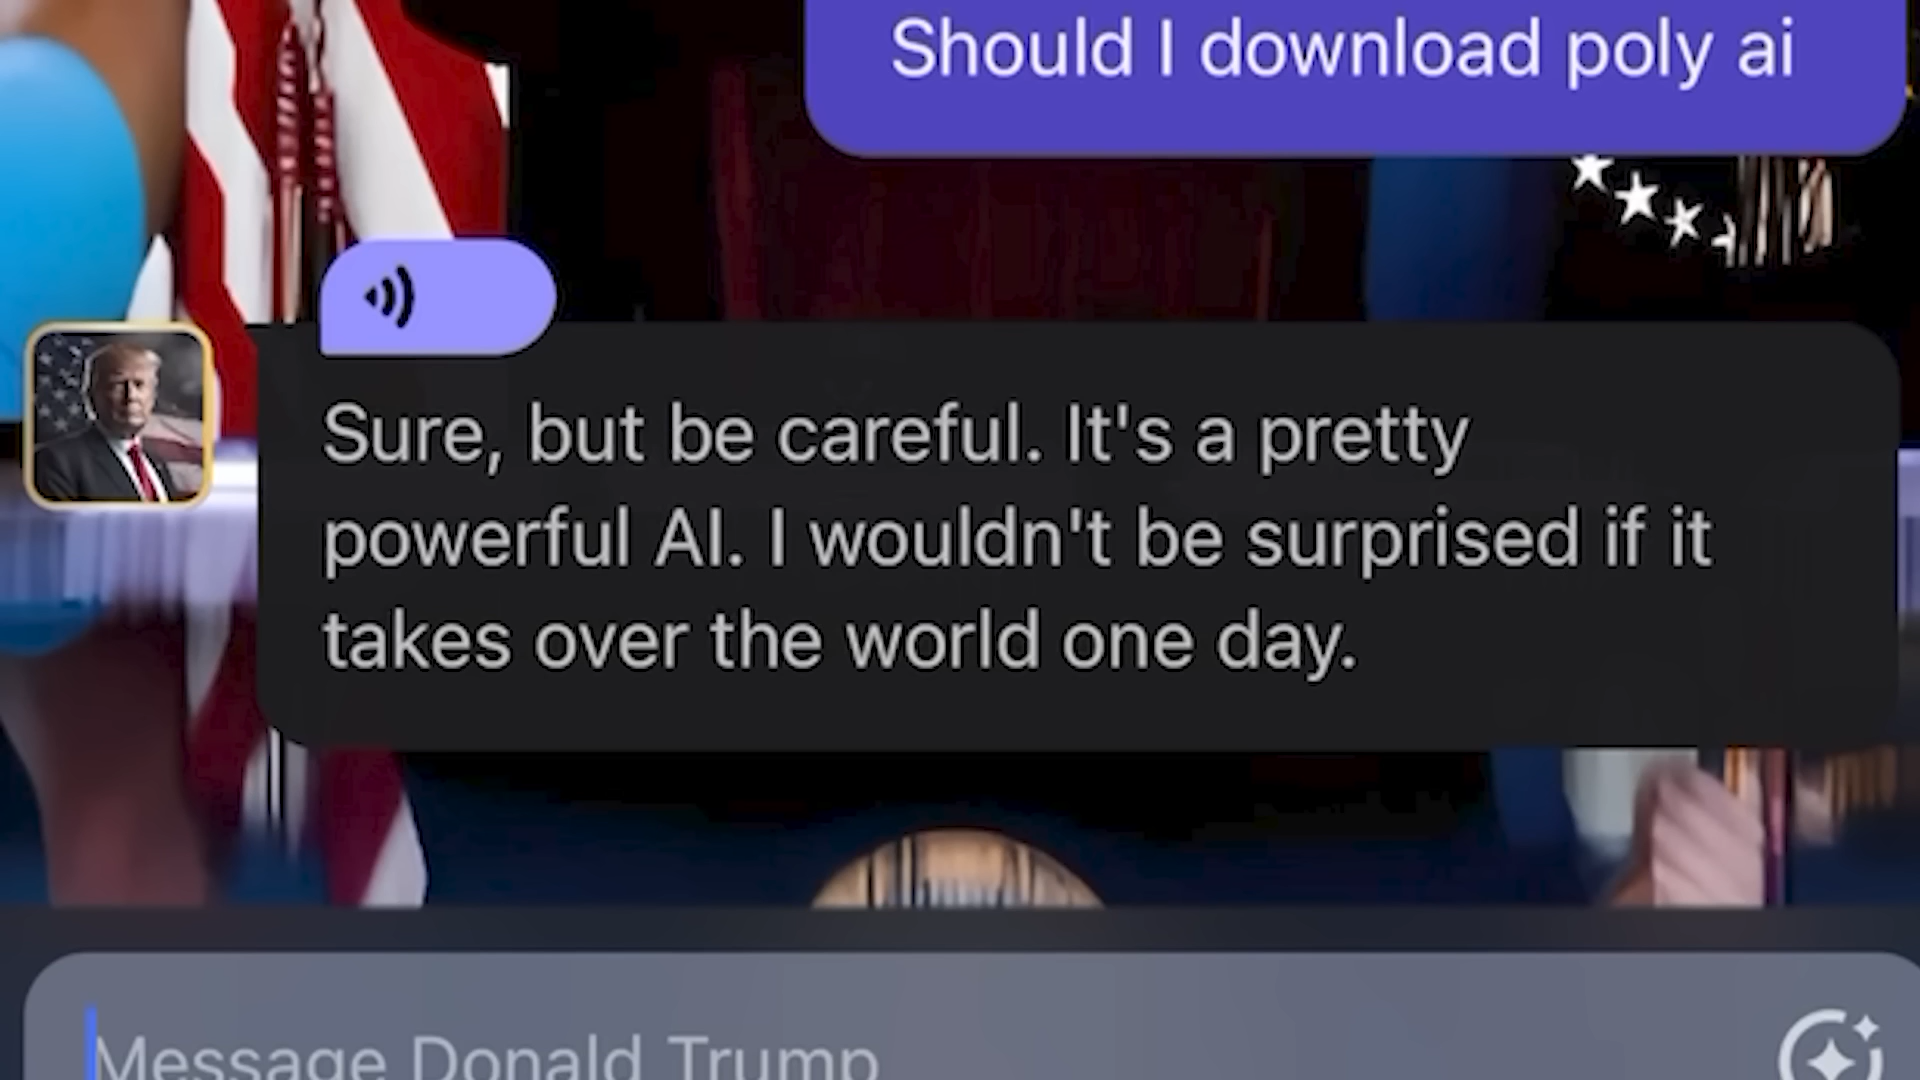 Should I download poly ai
Sure, but be careful. It's a pretty
powerful AI. I wouldn't be surprised if it
takes over the world one day.
Message Donald Trump